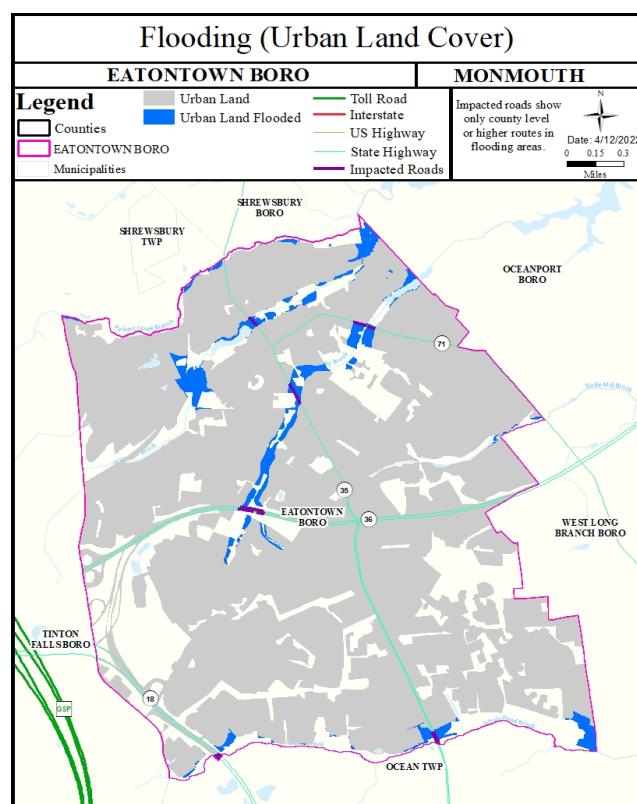 Flooding (Urban Land Cover)
EATONTOWN BORO
MONMOUTH
Legend
Counties
EATONTOWN BORO
Municipalities
Urban Land
Urban Land Flooded
Toll Road
Interstate
US Highway
State Highway
Impacted Roads
Impacted roads show
only county level
or higher routes in
flooding areas.
N
Date: 4/12/2022
0 0.15 0.3
Miles
SHREWSBURY
BORO
SHREWSBURY
TWP
OCEANPORT
BORO
71
Turtle Mill Brook
35
36
EATONTOWN
BORO
WEST LONG
BRANCH BORO
TINTON
FALLS BORO
18
GSP
OCEAN TWP